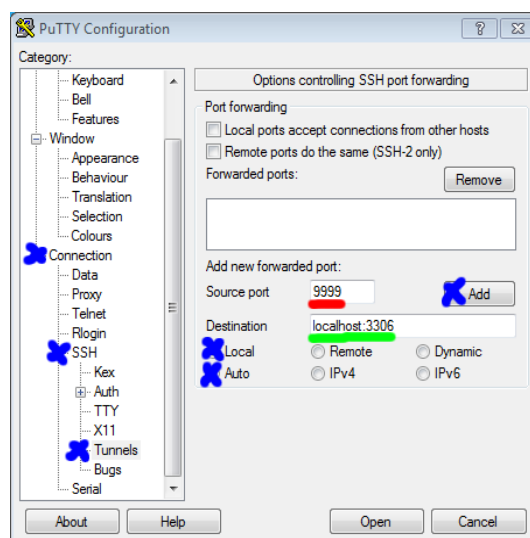 PuTTY Configuration
Category:
Keyboard
Bell
Features
Window
Appearance
Behaviour
Translation
Selection
Colours
Connection
Data
Proxy
Telnet
Rlogin
SSH
Kex
Auth
TTY
X11
Tunnels
Bugs
Serial
Options controlling SSH port forwarding
Port forwarding
Local ports accept connections from other hosts
Remote ports do the same (SSH-2 only)
Forwarded ports:
Remove
Add new forwarded port:
Source port 9999 Add
Destination localhost:3306
Local Remote Dynamic
Auto IPv4 IPv6
About Help Open Cancel